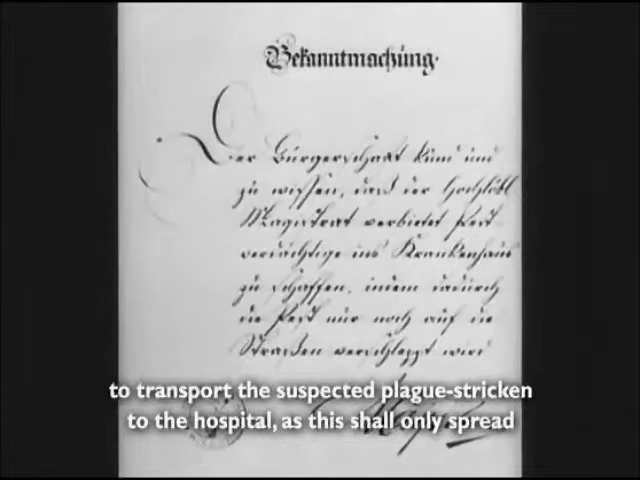 Bekanntmachung.
Der Bürgerschaft kund und
zu wissen, daß der Hochlöbl
Magistrat verbietet Pest-
verdächtige ins Krankenhaus
zu schaffen, indem dadurch
die Pest nur noch auf die
Straßen verschleppt wird
to transport the suspected plague-stricken
to the hospital, as this shall only spread